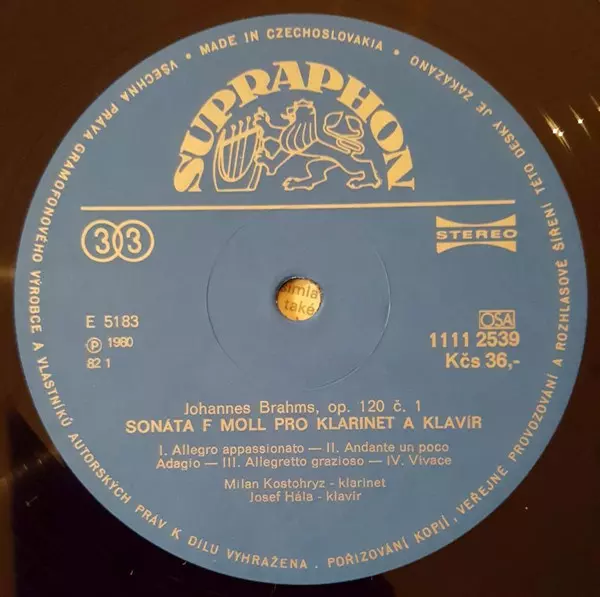 VŠECHNA PRÁVA GRAMOFONOVÉHO VÝROBCE A VLASTNÍKŮ AUTORSKÝCH PRÁV K DÍLU VYHRAŽENA. POŘIZOVÁNÍ KOPIÍ, VEŘEJNÉ PROVOZOVÁNÍ A ROZHLASOVÉ ŠÍŘENÍ TÉTO DESKY JE ZAKÁZÁNO
• MADE IN CZECHOSLOVAKIA •
SUPRAPHON
33
STEREO
simla
také
E 5183
Ⓟ 1980
82 1
OSA
1111 2539
Kčs 36,-
Johannes Brahms, op. 120 č. 1
SONÁTA F MOLL PRO KLARINET A KLAVÍR
I. Allegro appassionato — II. Andante un poco
Adagio — III. Allegretto grazioso — IV. Vivace
Milan Kostohryz - klarinet
Josef Hála - klavír